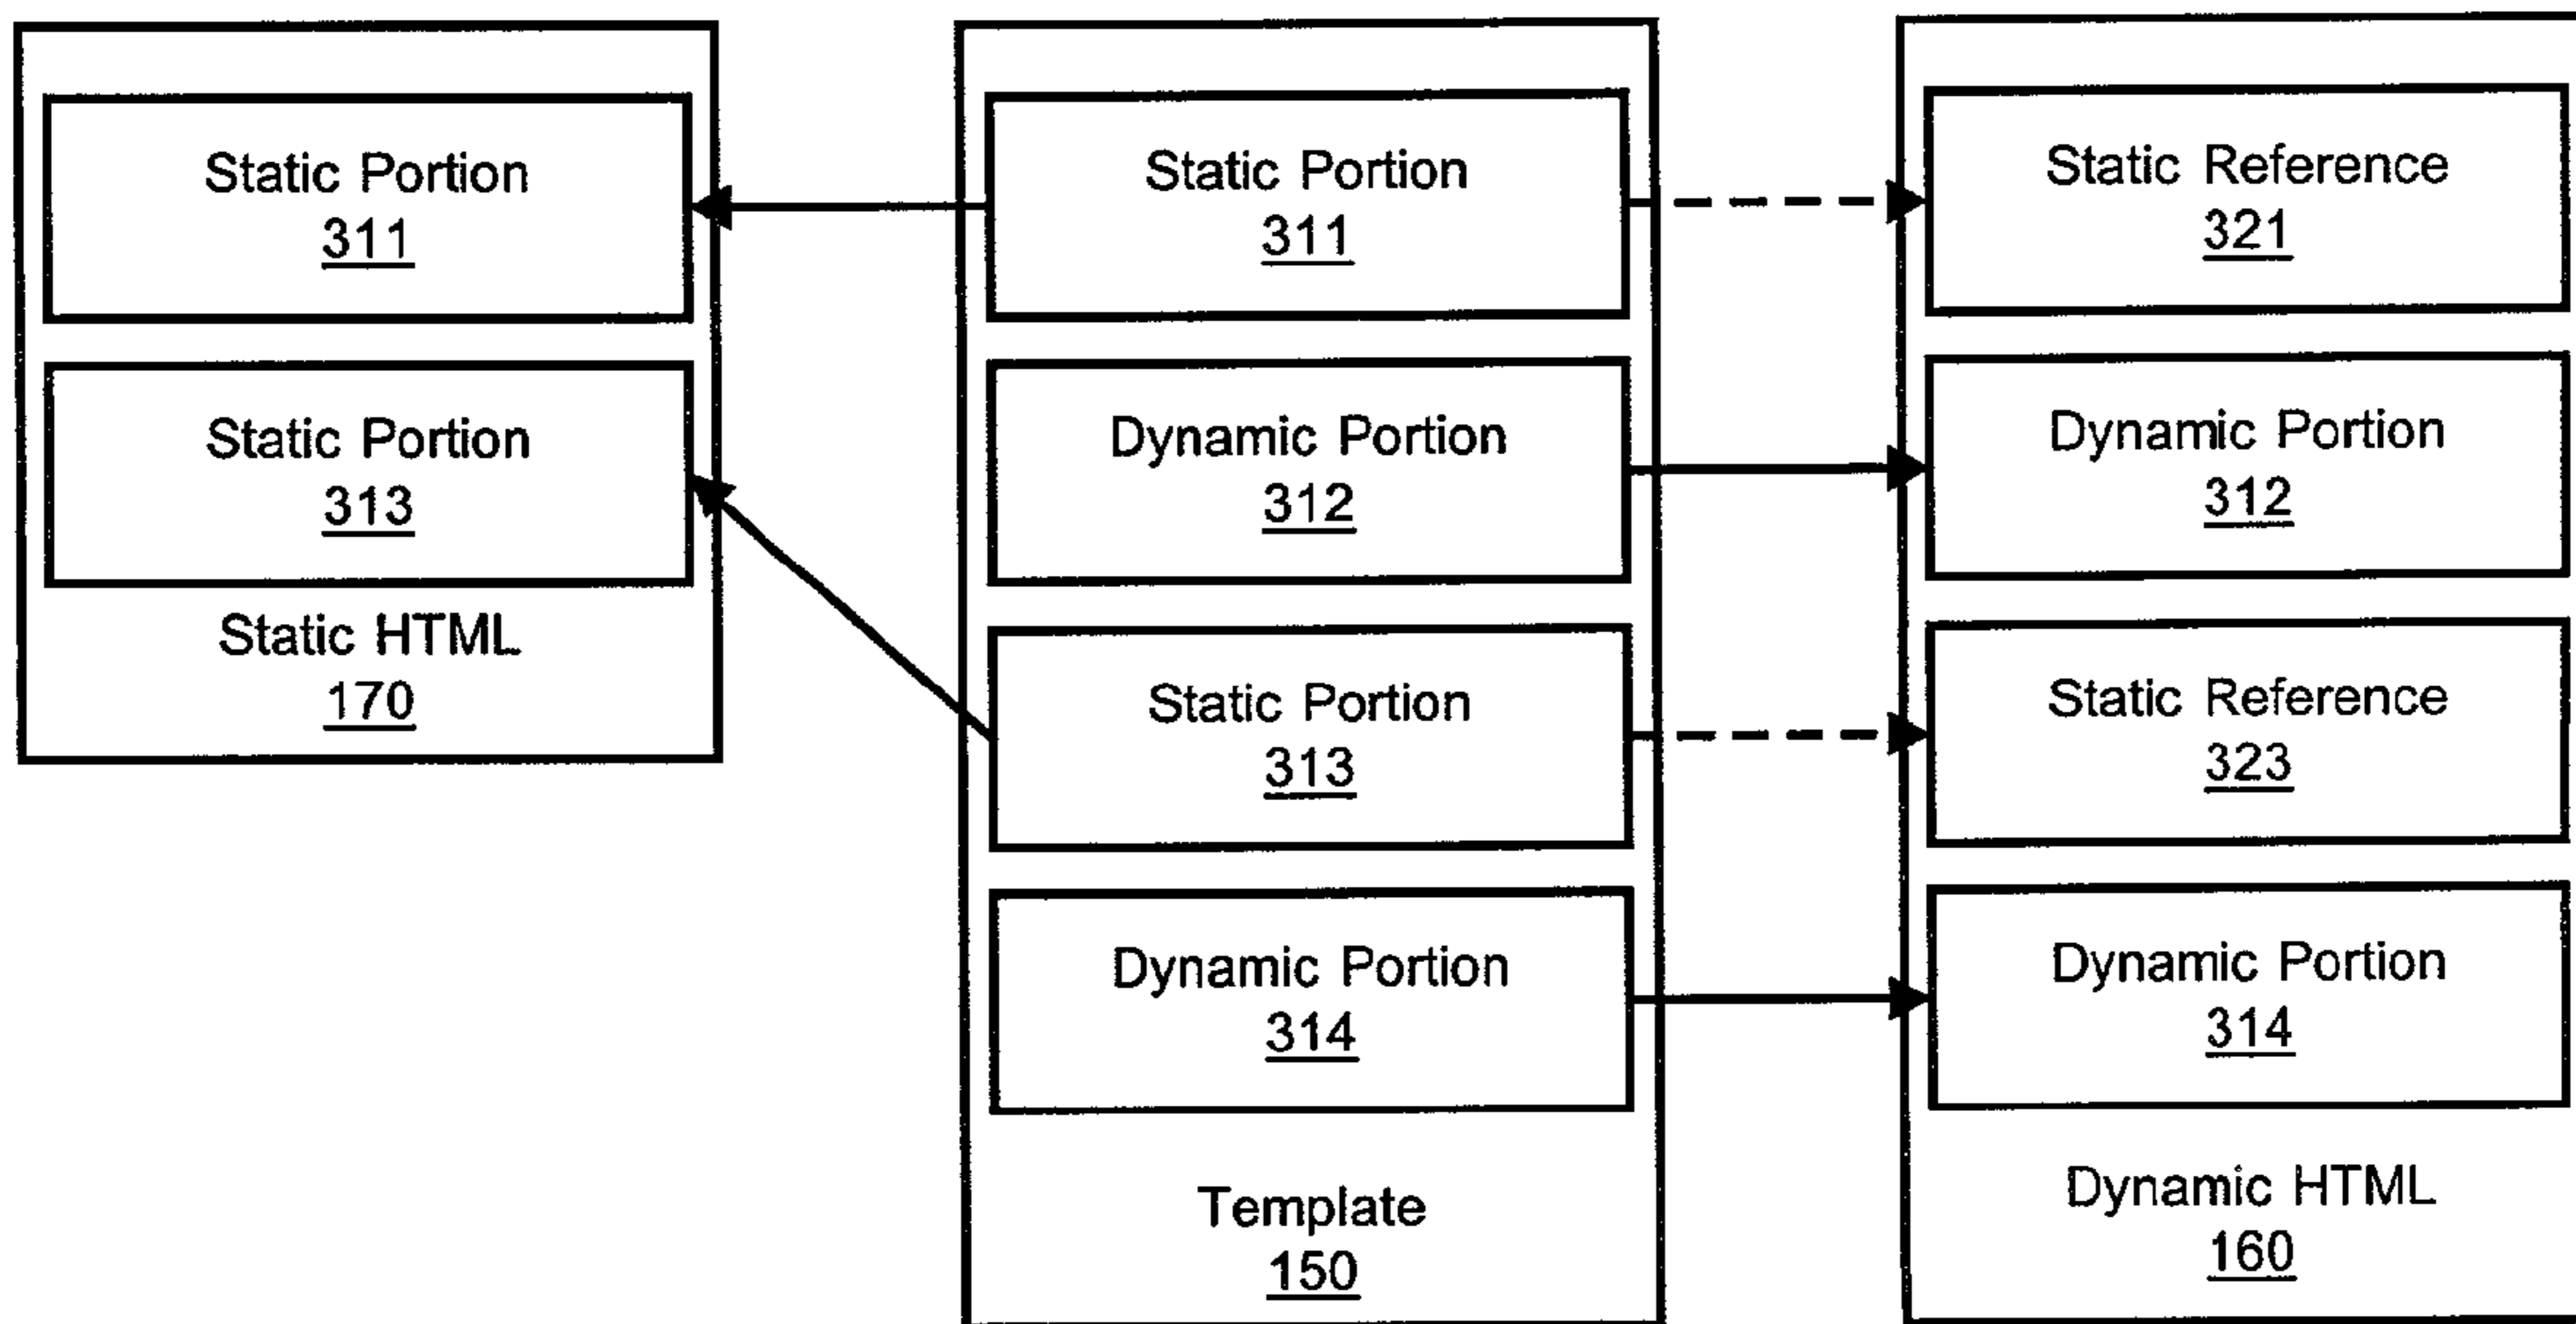 Static Portion
311
Static Portion
313
Static HTML
170
Static Portion
311
Dynamic Portion
312
Static Portion
313
Dynamic Portion
314
Template
150
Static Reference
321
Dynamic Portion
312
Static Reference
323
Dynamic Portion
314
Dynamic HTML
160